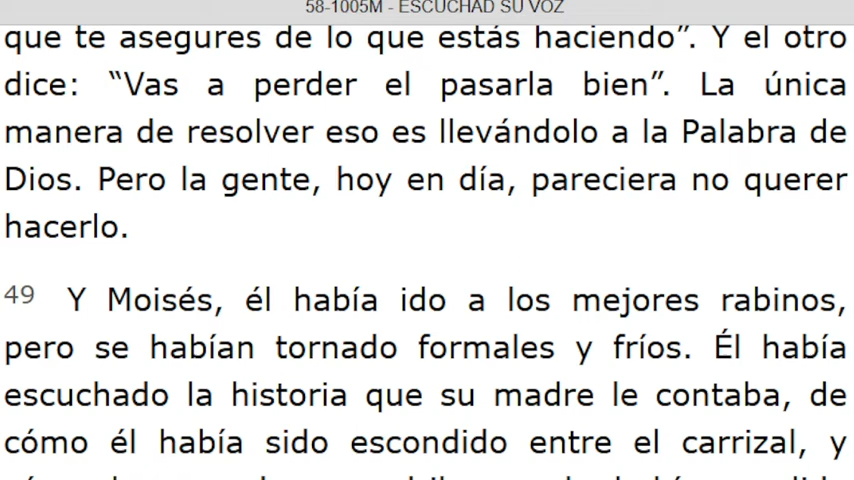 58-1005M - ESCUCHAD SU VOZ
que te asegures de lo que estás haciendo”. Y el otro
dice: “Vas a perder el pasarla bien”. La única
manera de resolver eso es llevándolo a la Palabra de
Dios. Pero la gente, hoy en día, pareciera no querer
hacerlo.
49 Y Moisés, él había ido a los mejores rabinos,
pero se habían tornado formales y fríos. Él había
escuchado la historia que su madre le contaba, de
cómo él había sido escondido entre el carrizal, y